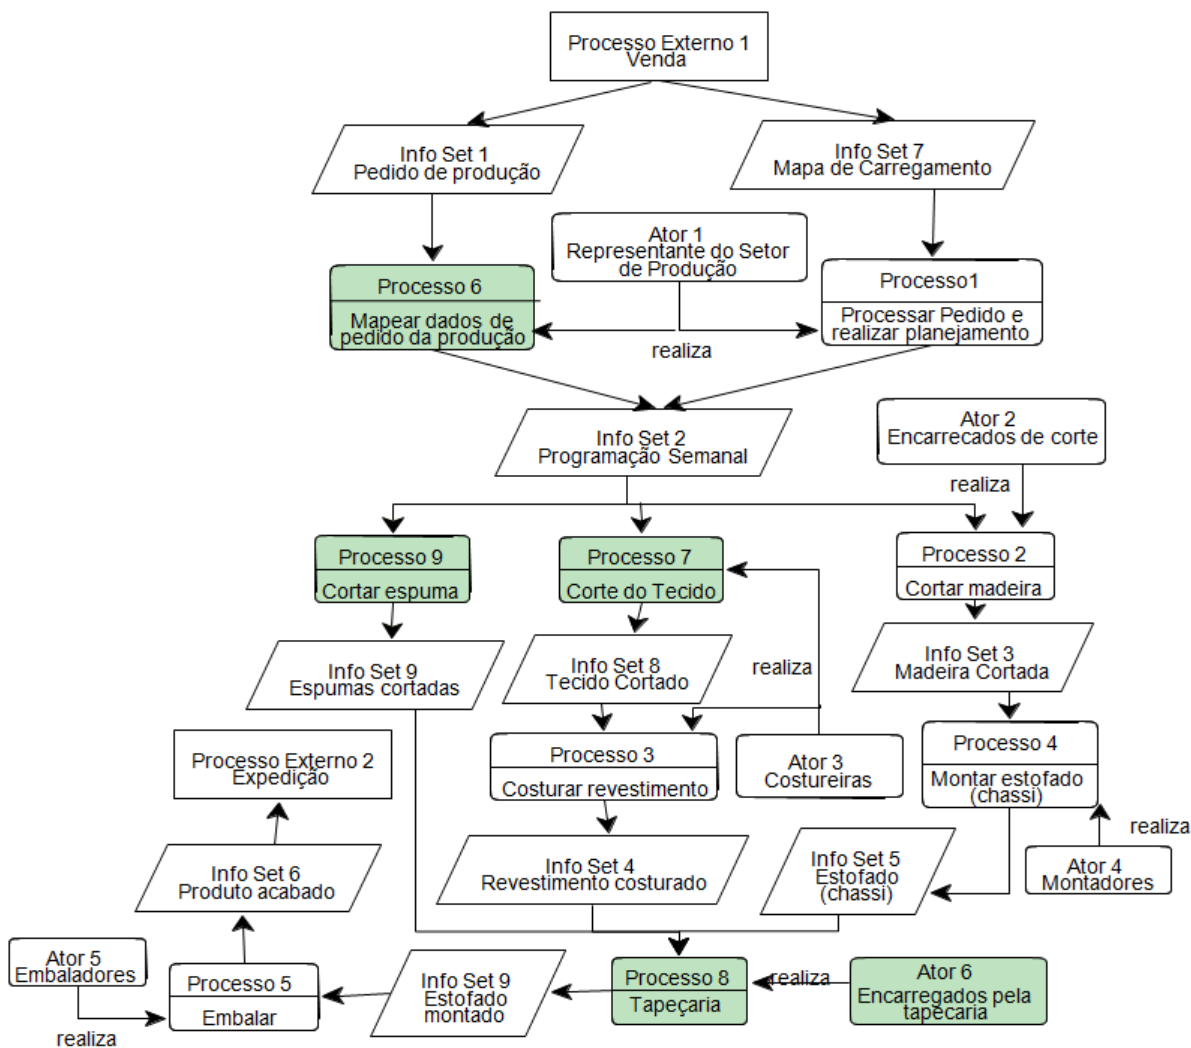 Processo Externo 1
Venda
Info Set 1
Pedido de produção
Info Set 7
Mapa de Carregamento
Ator 1
Representante do Setor
de Produção
Processo 6
Mapear dados de
pedido da produção
Processo1
Processar Pedido e
realizar planejamento
realiza
Info Set 2
Programação Semanal
Ator 2
Encarrecados de corte
realiza
Processo 9
Cortar espuma
Processo 7
Corte do Tecido
Processo 2
Cortar madeira
Info Set 9
Espumas cortadas
Info Set 8
Tecido Cortado
realiza
Info Set 3
Madeira Cortada
Processo Externo 2
Expedição
Processo 3
Costurar revestimento
Ator 3
Costureiras
Processo 4
Montar estofado
(chassi)
realiza
Info Set 6
Produto acabado
Info Set 4
Revestimento costurado
Info Set 5
Estofado
(chassi)
Ator 4
Montadores
Ator 5
Embaladores
Processo 5
Embalar
realiza
Info Set 9
Estofado
montado
Processo 8
Tapeçaria
realiza
Ator 6
Encarregados pela
tapecaria